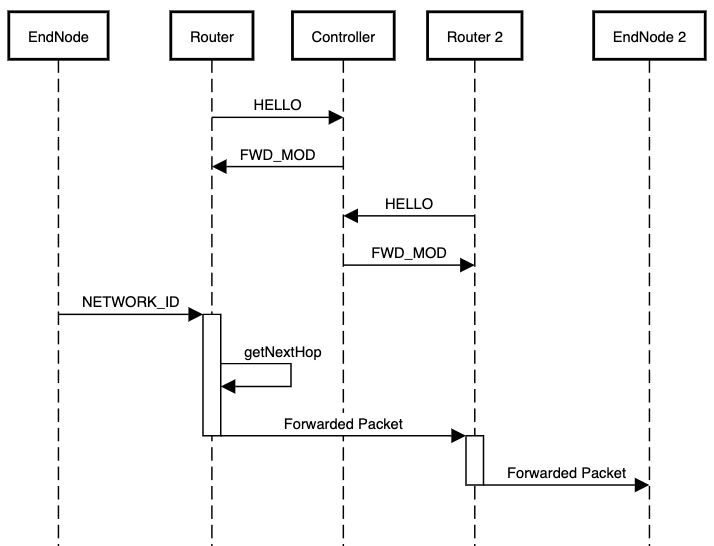 EndNode
Router
Controller
Router 2
EndNode 2
HELLO
FWD_MOD
HELLO
FWD_MOD
NETWORK_ID
getNextHop
Forwarded Packet
Forwarded Packet